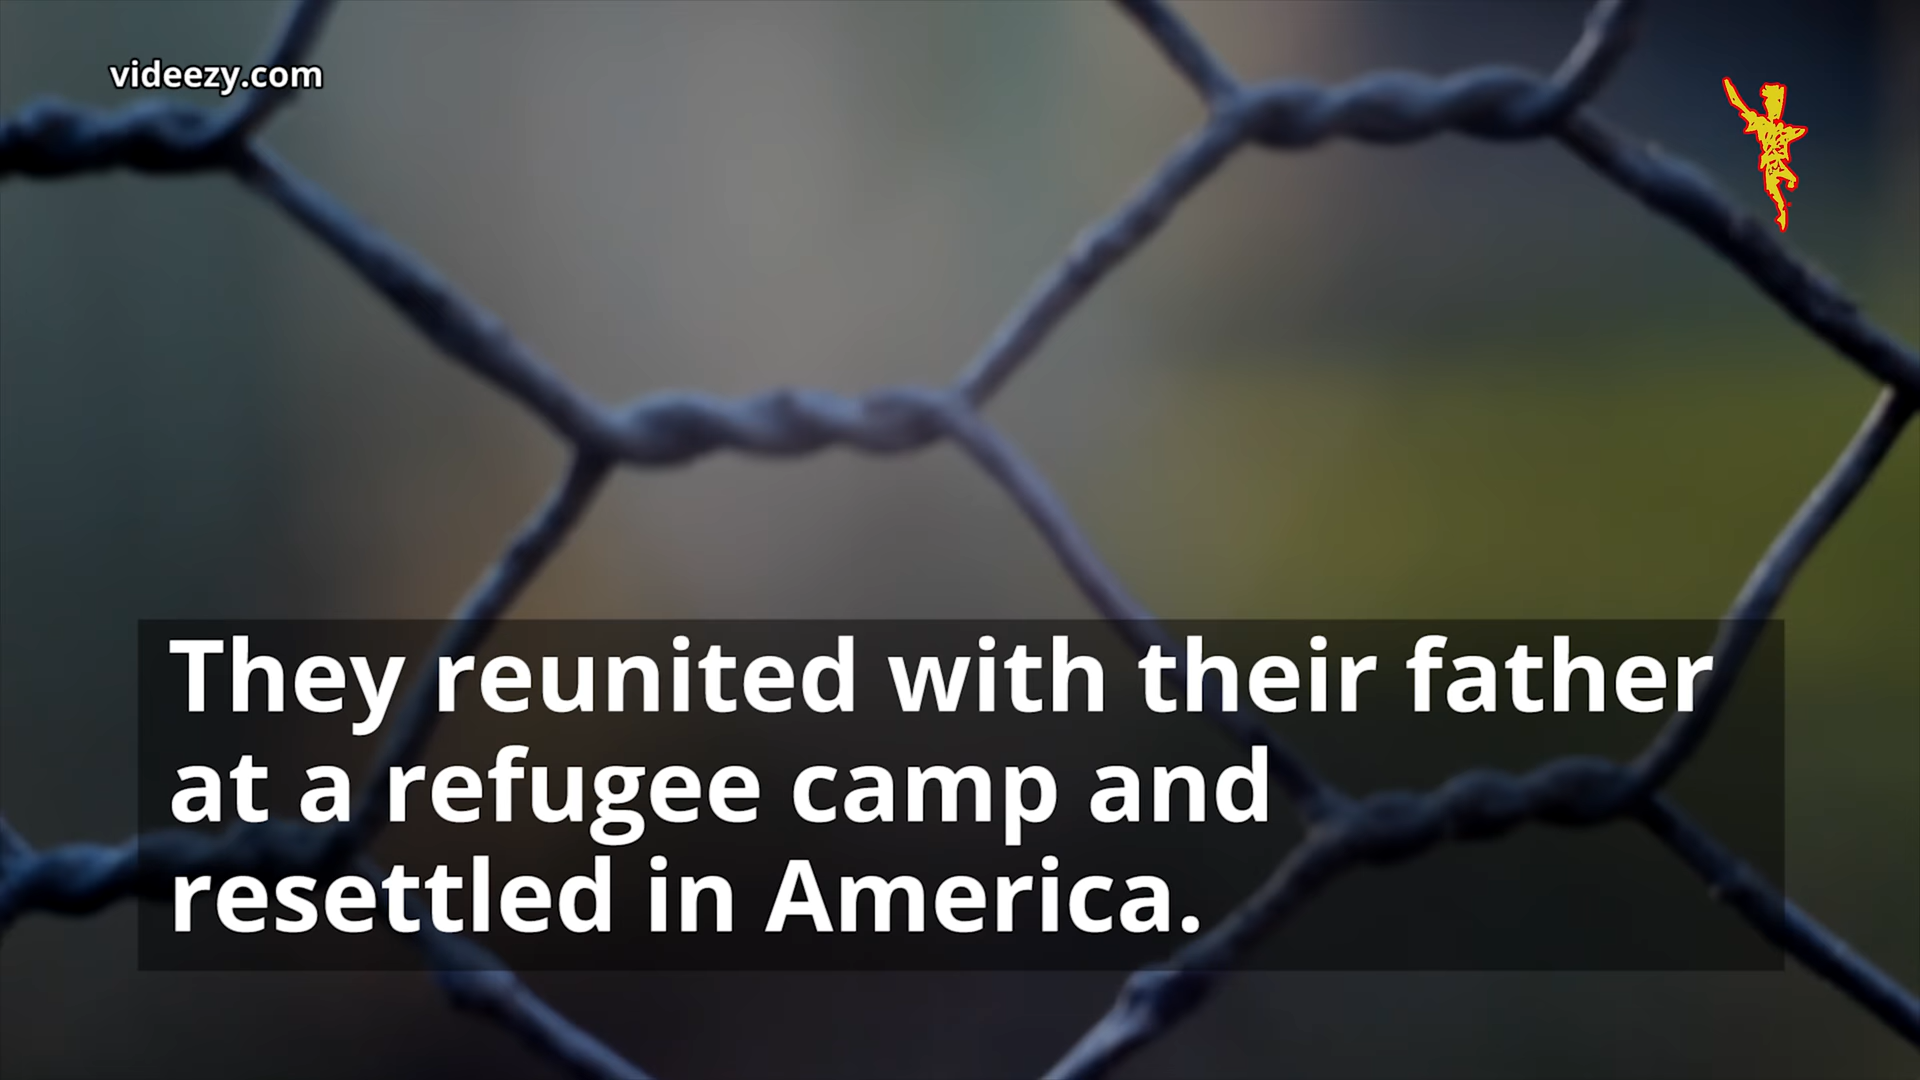 videezy.com
They reunited with their father
at a refugee camp and
resettled in America.